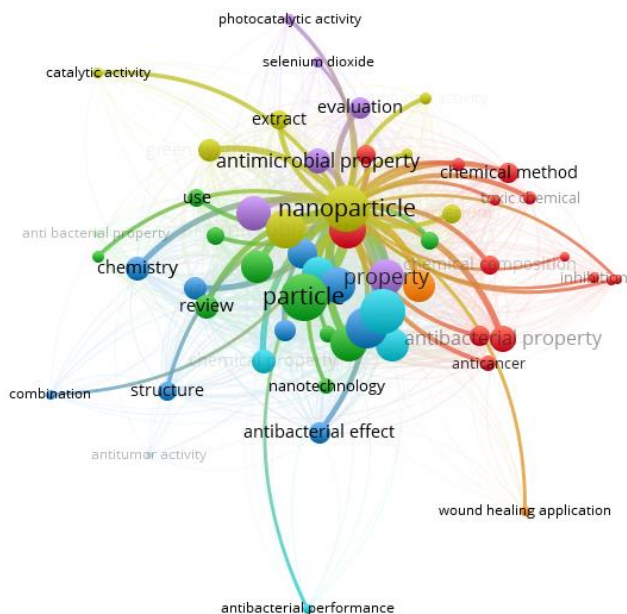 photocatalytic activity
selenium dioxide
catalytic activity
evaluation
extract
antimicrobial property
chemical method
use
toxic chemical
nanoparticle
anti bacterial property
chemistry
chemical composition
property
inhibition
particle
review
antibacterial property
chemical property
anticancer
nanotechnology
combination
structure
antibacterial effect
antitumor activity
wound healing application
antibacterial performance